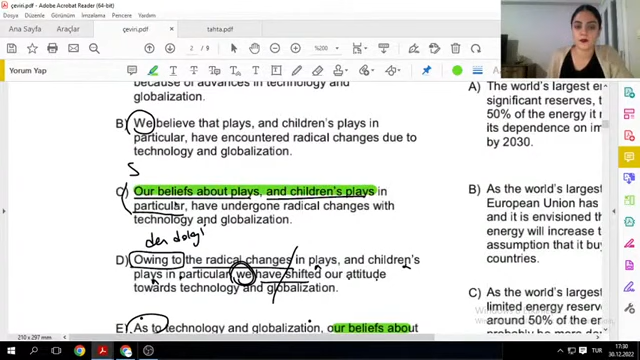 çeviri.pdf - Adobe Acrobat Reader DC (64-bit)
Dosya Düzenle Görüntüle İmzala Pencere Yardım
Ana Sayfa Araçlar çeviri.pdf × tahta.pdf
2 / 2 %200
Yorum Yap
because of advances in technology and
globalization.
B) We believe that plays, and children's plays in
particular, have encountered radical changes due to
technology and globalization.
S
C) Our beliefs about plays, and children's plays in
particular, have undergone radical changes with
technology and globalization.
den dolayı
D) Owing to the radical changes in plays, and children's
plays in particular, we have shifted our attitude
towards technology and globalization.
E) As to technology and globalization, our beliefs about
A) The world's largest en
significant reserves, t
50% of the energy it
its dependence on im
by 2030.
B) As the world's largest
European Union has
and it is envisioned th
energy will increase t
assumption that it buy
countries.
C) As the world's largest
limited energy reserve
around 50% of the ene
210 x 297 mm
TUR 17:30
30.12.2022